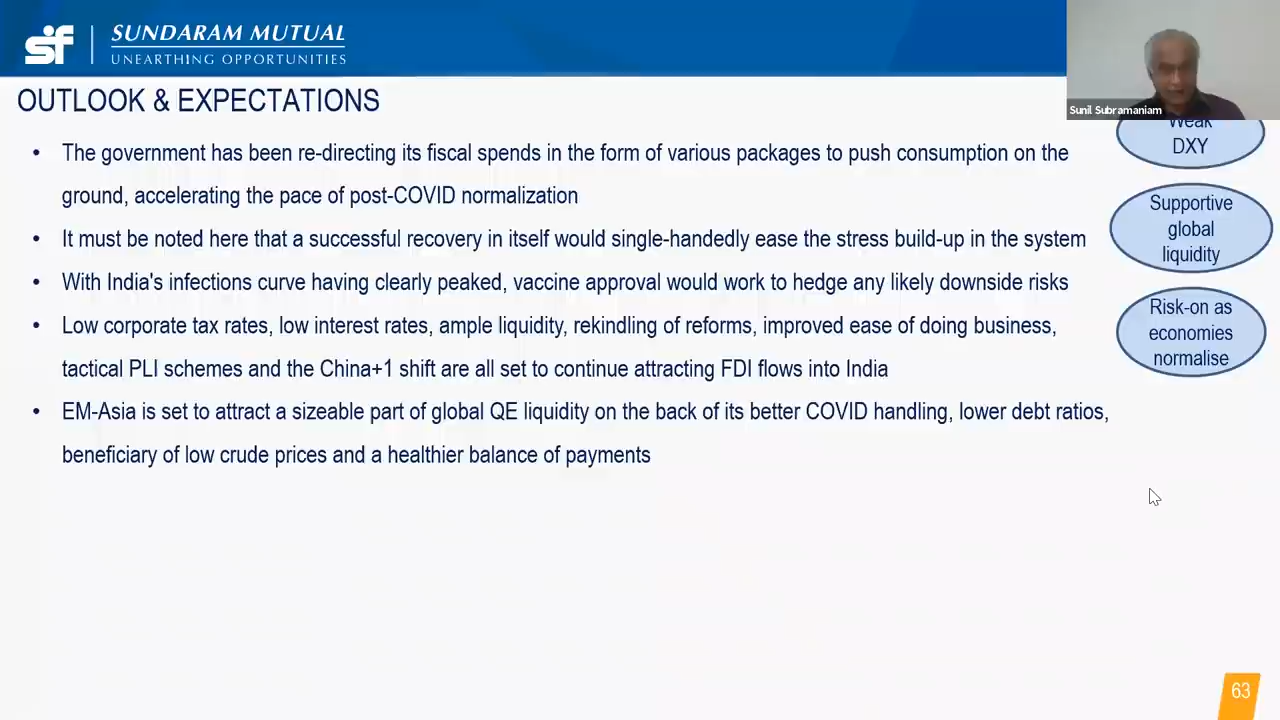 sf
SUNDARAM MUTUAL
UNEARTHING OPPORTUNITIES
Sunil Subramaniam
OUTLOOK & EXPECTATIONS
• The government has been re-directing its fiscal spends in the form of various packages to push consumption on the
ground, accelerating the pace of post-COVID normalization
• It must be noted here that a successful recovery in itself would single-handedly ease the stress build-up in the system
• With India's infections curve having clearly peaked, vaccine approval would work to hedge any likely downside risks
• Low corporate tax rates, low interest rates, ample liquidity, rekindling of reforms, improved ease of doing business,
tactical PLI schemes and the China+1 shift are all set to continue attracting FDI flows into India
• EM-Asia is set to attract a sizeable part of global QE liquidity on the back of its better COVID handling, lower debt ratios,
beneficiary of low crude prices and a healthier balance of payments
Weak
DXY
Supportive
global
liquidity
Risk-on as
economies
normalise
63